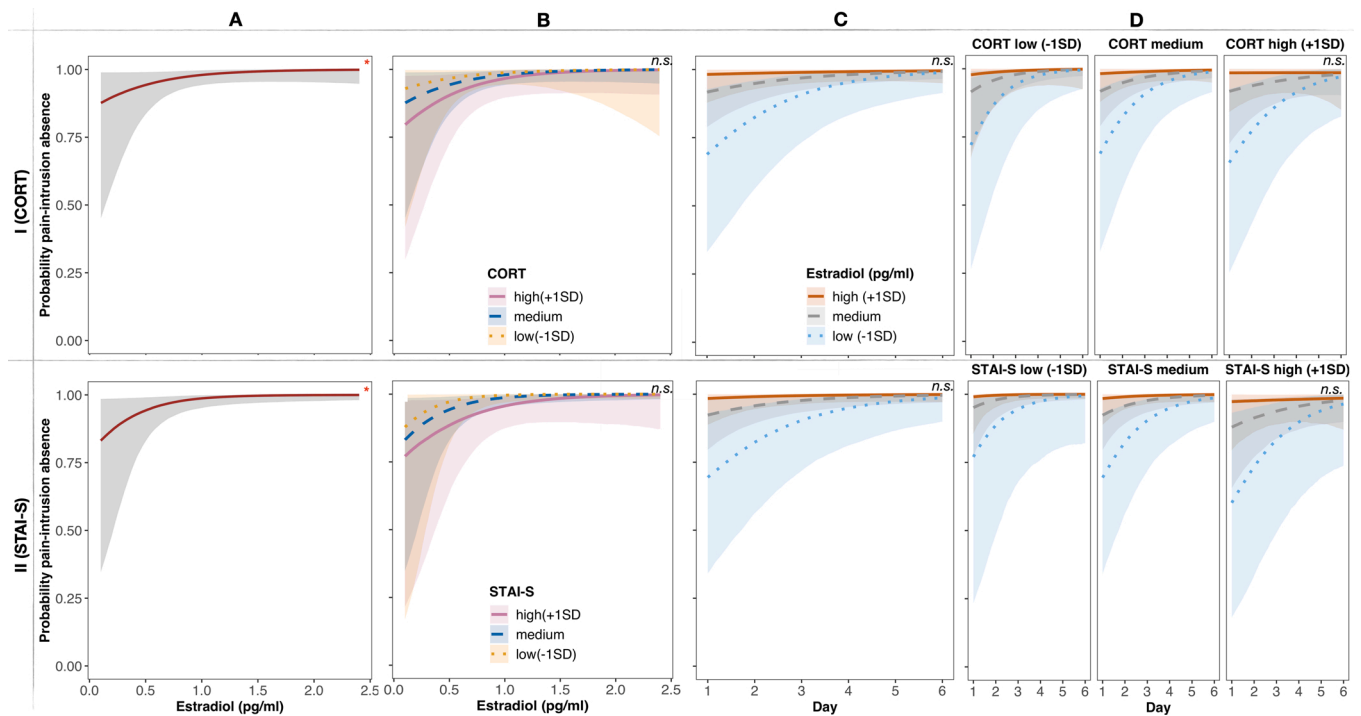 A
B
C
D
CORT low (-1SD)
CORT medium
CORT high (+1SD)
I (CORT)
Probability pain-intrusion absence
1.00
0.75
0.50
0.25
0.00
*
n.s.
n.s.
n.s.
CORT
high(+1SD)
medium
low(-1SD)
Estradiol (pg/ml)
high (+1SD)
medium
low (-1SD)
STAI-S low (-1SD)
STAI-S medium
STAI-S high (+1SD)
II (STAI-S)
Probability pain-intrusion absence
1.00
0.75
0.50
0.25
0.00
*
n.s.
n.s.
n.s.
STAI-S
high(+1SD
medium
low(-1SD)
0.0 0.5 1.0 1.5 2.0 2.5
Estradiol (pg/ml)
0.0 0.5 1.0 1.5 2.0 2.5
Estradiol (pg/ml)
1 2 3 4 5 6
Day
1 2 3 4 5 6
1 2 3 4 5 6
1 2 3 4 5 6
Day